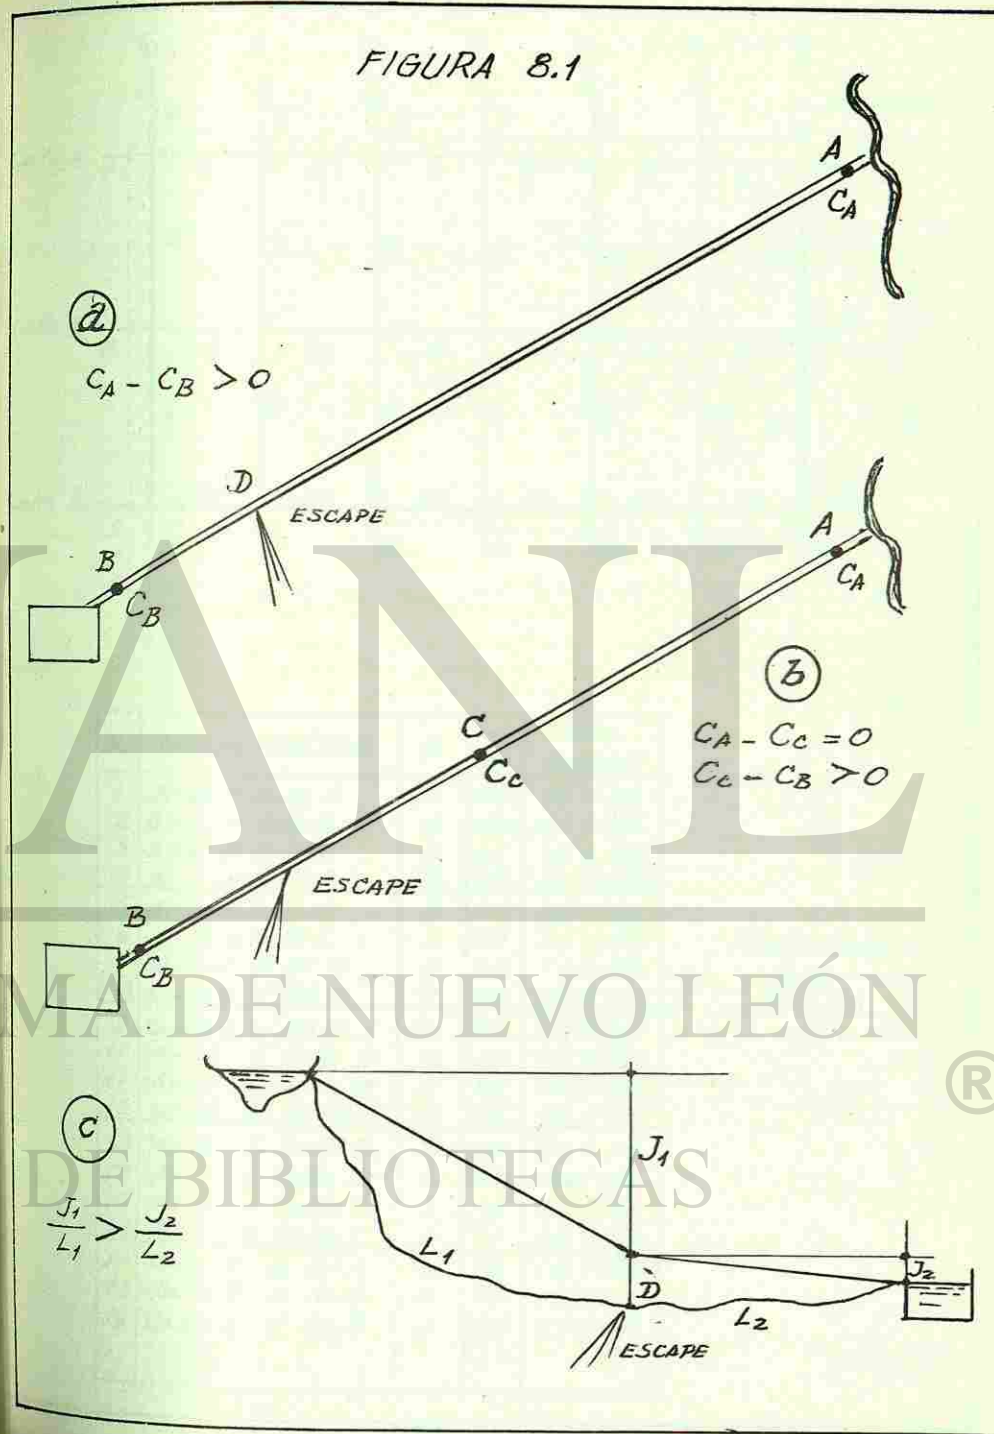 FIGURA 8.1
A
C_A
a
C_A - C_B > 0
D
ESCAPE
B
C_B
A
C_A
b
C_A - C_C = 0
C_C - C_B > 0
C
C_C
ESCAPE
B
C_B
ANL
MA DE NUEVO LEÓN
®
DE BIBLIOTECAS
c
J_1/L_1 > J_2/L_2
J_1
L_1
D
J_2
L_2
ESCAPE